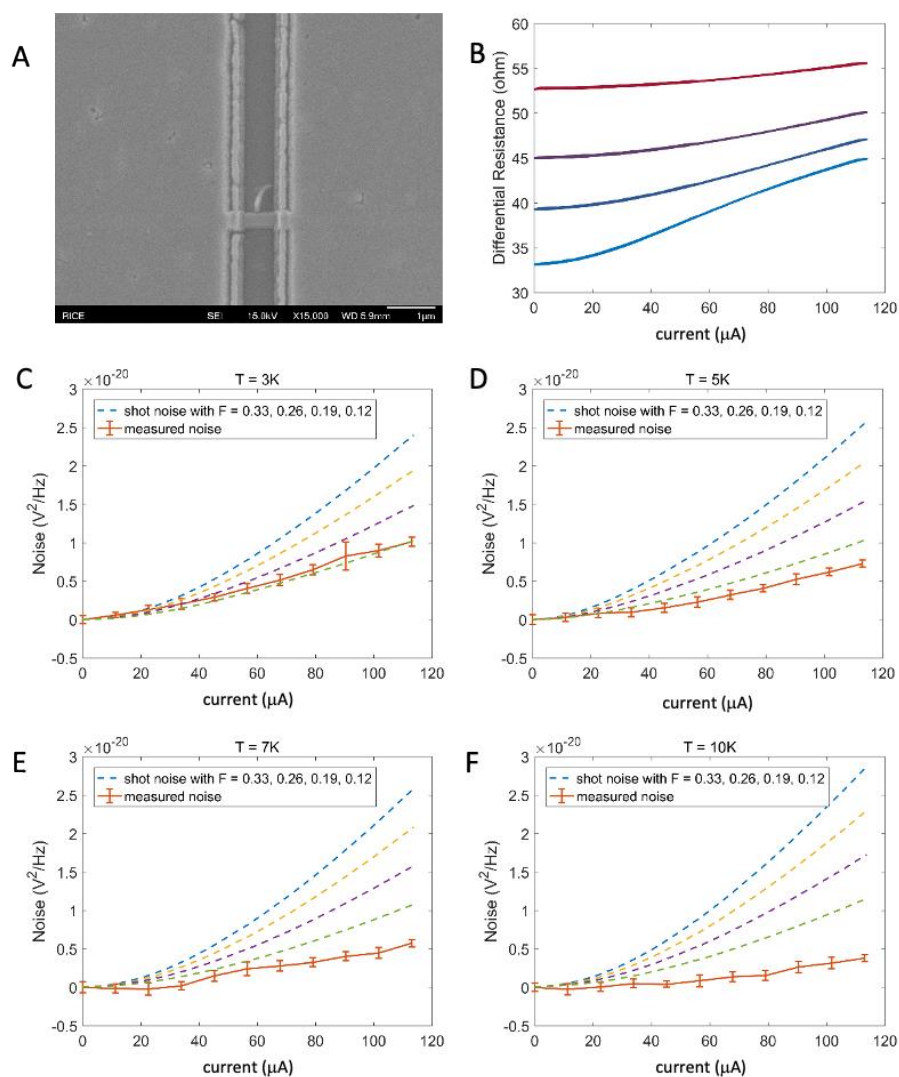 A
RICE SEI 15.0kV X15,000 WD 5.9mm 1μm
B
Differential Resistance (ohm)
60
55
50
45
40
35
30
0 20 40 60 80 100 120
current (μA)
C
×10⁻²⁰
T = 3K
shot noise with F = 0.33, 0.26, 0.19, 0.12
measured noise
Noise (V²/Hz)
3
2.5
2
1.5
1
0.5
0
-0.5
0 20 40 60 80 100 120
current (μA)
D
×10⁻²⁰
T = 5K
shot noise with F = 0.33, 0.26, 0.19, 0.12
measured noise
Noise (V²/Hz)
3
2.5
2
1.5
1
0.5
0
-0.5
0 20 40 60 80 100 120
current (μA)
E
×10⁻²⁰
T = 7K
shot noise with F = 0.33, 0.26, 0.19, 0.12
measured noise
Noise (V²/Hz)
3
2.5
2
1.5
1
0.5
0
-0.5
0 20 40 60 80 100 120
current (μA)
F
×10⁻²⁰
T = 10K
shot noise with F = 0.33, 0.26, 0.19, 0.12
measured noise
Noise (V²/Hz)
3
2.5
2
1.5
1
0.5
0
-0.5
0 20 40 60 80 100 120
current (μA)